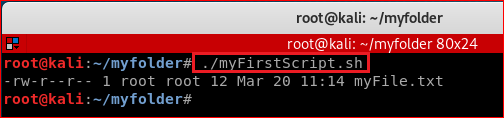 root@kali: ~/myfolder
root@kali: ~/myfolder 80x24
root@kali:~/myfolder# ./myFirstScript.sh
-rw-r--r-- 1 root root 12 Mar 20 11:14 myFile.txt
root@kali:~/myfolder#